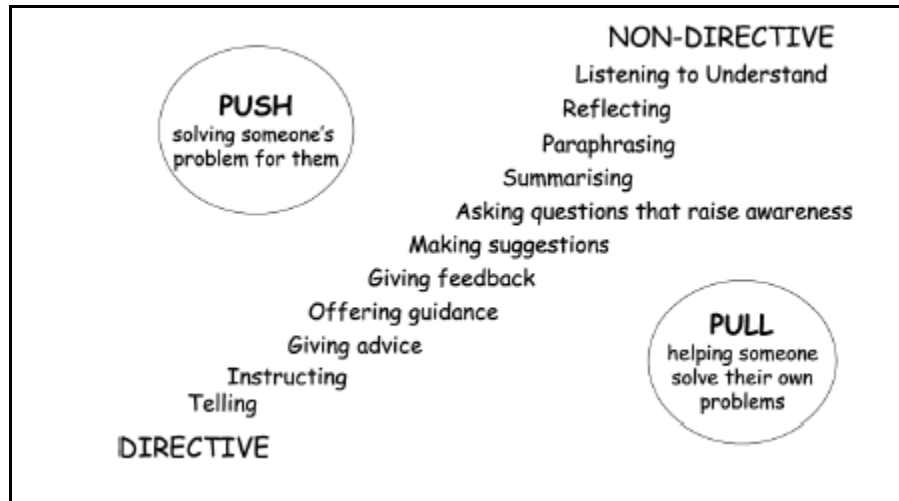 NON-DIRECTIVE
Listening to Understand
Reflecting
Paraphrasing
Summarising
Asking questions that raise awareness
Making suggestions
Giving feedback
Offering guidance
Giving advice
Instructing
Telling
DIRECTIVE
PUSH
solving someone's
problem for them
PULL
helping someone
solve their own
problems